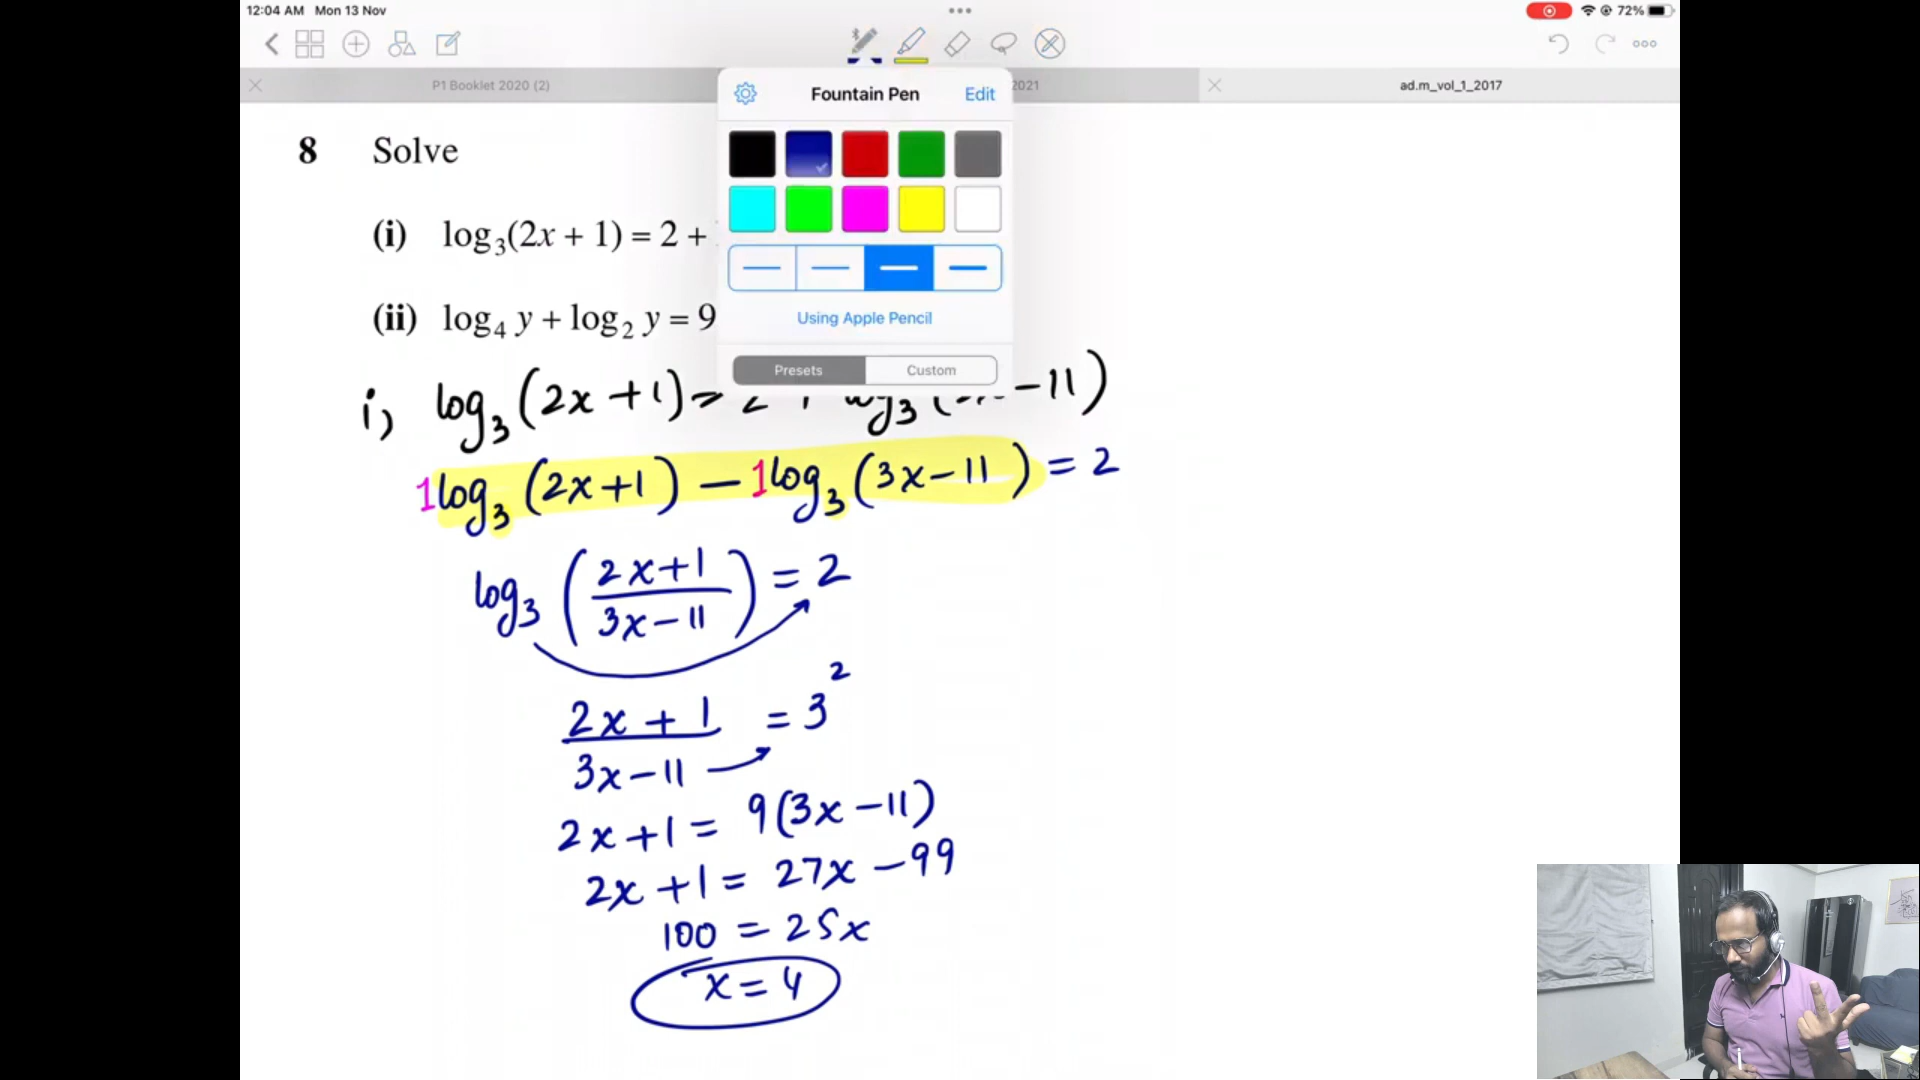 12:04 AM Mon 13 Nov
72%
P1 Booklet 2020 (2)
2021
ad.m_vol_1_2017
Fountain Pen
Edit
Using Apple Pencil
Presets
Custom
8 Solve
(i) log₃(2x + 1) = 2 +
(ii) log₄ y + log₂ y = 9
i) log₃(2x+1) = 2 + log₃( -11)
1log₃(2x+1) - 1log₃(3x-11) = 2
log₃((2x+1)/(3x-11)) = 2
(2x+1)/(3x-11) = 3²
2x+1 = 9(3x-11)
2x+1 = 27x-99
100 = 25x
x = 4